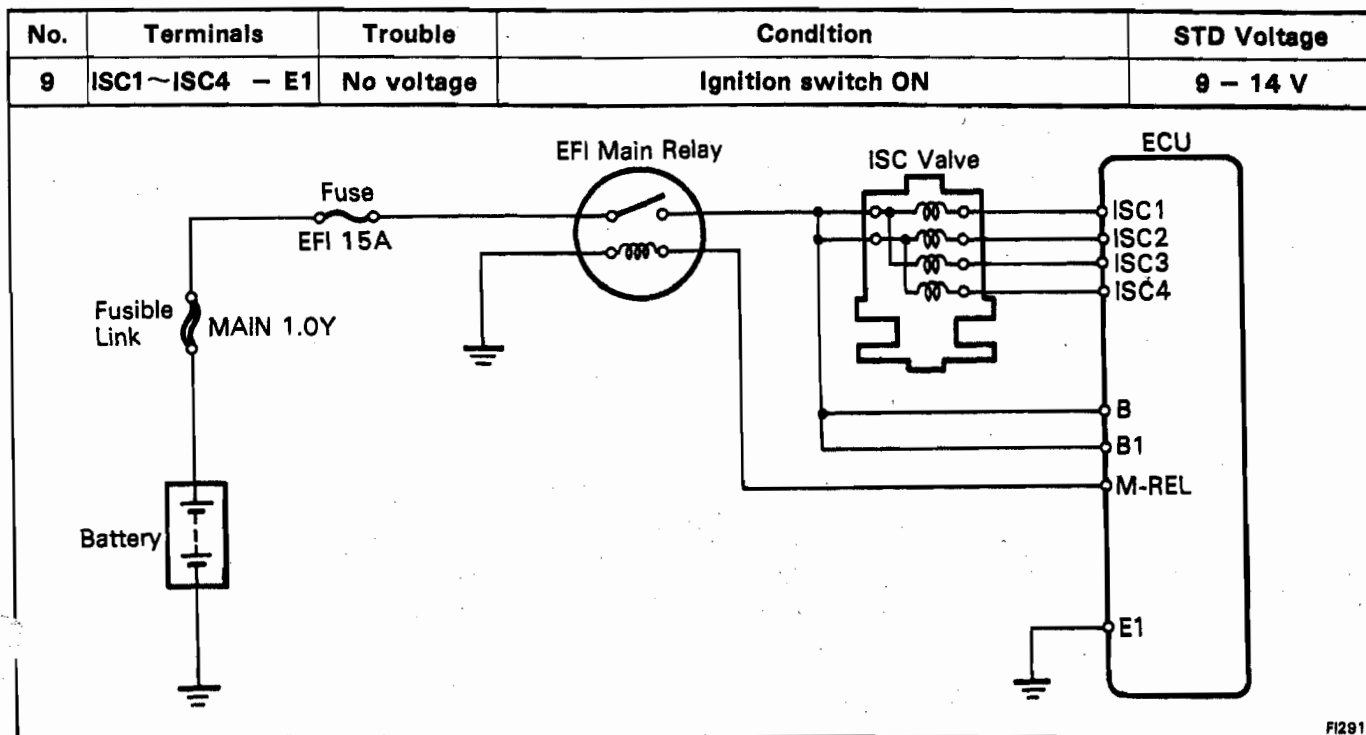 No. Terminals Trouble Condition STD Voltage
9 ISC1~ISC4 – E1 No voltage Ignition switch ON 9 – 14 V
EFI Main Relay
ISC Valve
ECU
Fuse
EFI 15A
ISC1
ISC2
ISC3
ISC4
Fusible
Link
MAIN 1.0Y
B
B1
M-REL
Battery
E1
FI291